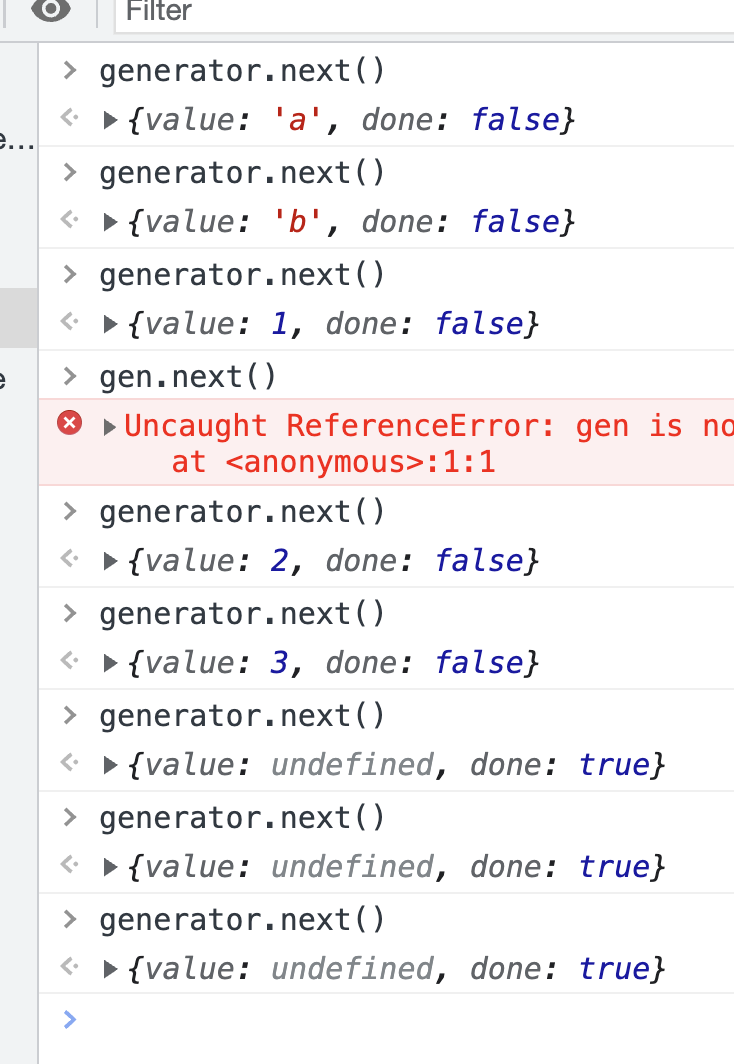 Filter
e...
e
> generator.next()
{value: 'a', done: false}
> generator.next()
{value: 'b', done: false}
> generator.next()
{value: 1, done: false}
> gen.next()
Uncaught ReferenceError: gen is no
at <anonymous>:1:1
> generator.next()
{value: 2, done: false}
> generator.next()
{value: 3, done: false}
> generator.next()
{value: undefined, done: true}
> generator.next()
{value: undefined, done: true}
> generator.next()
{value: undefined, done: true}
>